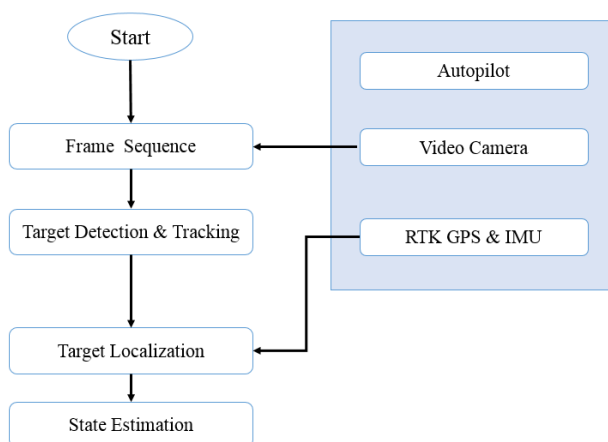 Start
Frame Sequence
Target Detection & Tracking
Target Localization
State Estimation
Autopilot
Video Camera
RTK GPS & IMU